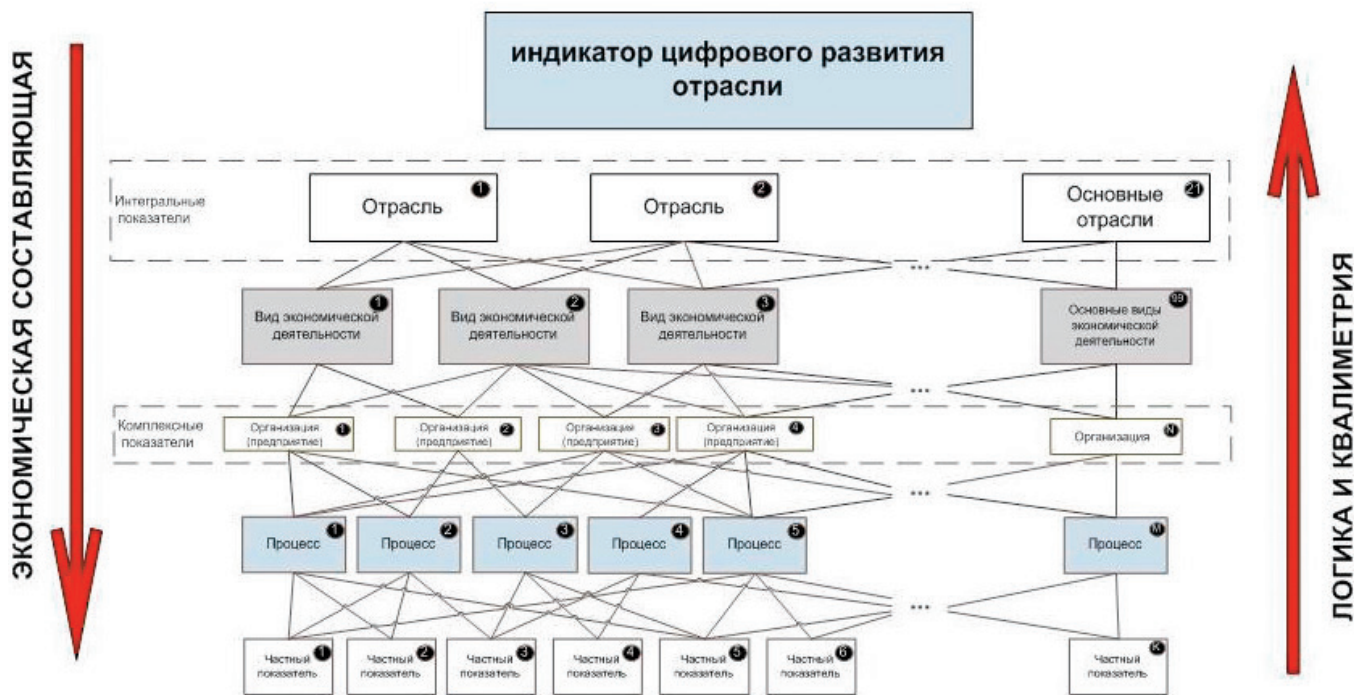 индикатор цифрового развития
отрасли
ЭКОНОМИЧЕСКАЯ СОСТАВЛЯЮЩАЯ
ЛОГИКА И КВАЛИМЕТРИЯ
Интегральные
показатели
Отрасль 1
Отрасль 2
Основные
отрасли 21
...
Вид экономической
деятельности 1
Вид экономической
деятельности 2
Вид экономической
деятельности 3
Основные виды
экономической
деятельности 99
...
Комплексные
показатели
Организация
(предприятие) 1
Организация
(предприятие) 2
Организация
(предприятие) 3
Организация
(предприятие) 4
Организация N
...
Процесс 1
Процесс 2
Процесс 3
Процесс 4
Процесс 5
Процесс M
...
Частный
показатель 1
Частный
показатель 2
Частный
показатель 3
Частный
показатель 4
Частный
показатель 5
Частный
показатель 6
Частный
показатель K